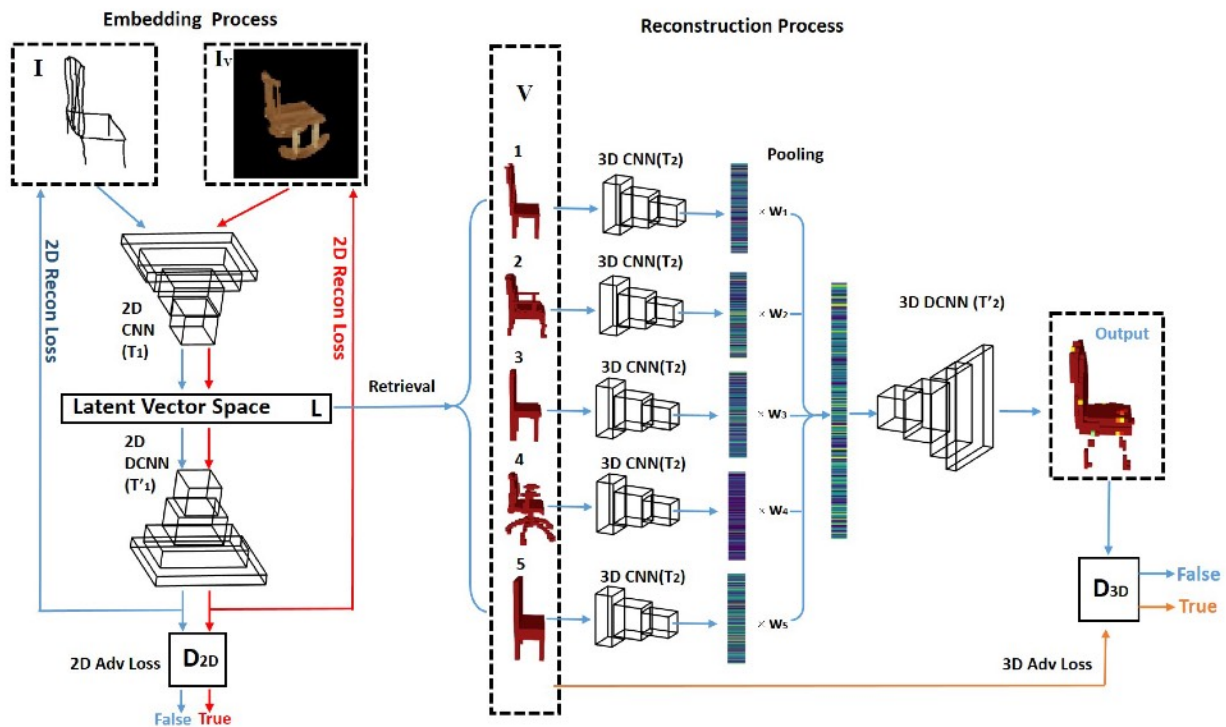 Embedding Process
Reconstruction Process
I
Iv
V
2D Recon Loss
2D Recon Loss
2D
CNN
(T1)
Latent Vector Space L
Retrieval
2D
DCNN
(T'1)
2D Adv Loss
D2D
False True
1
3D CNN(T2)
Pooling
× W1
2
3D CNN(T2)
× W2
3
3D CNN(T2)
× W3
4
3D CNN(T2)
× W4
5
3D CNN(T2)
× W5
3D DCNN (T'2)
Output
D3D
False
True
3D Adv Loss